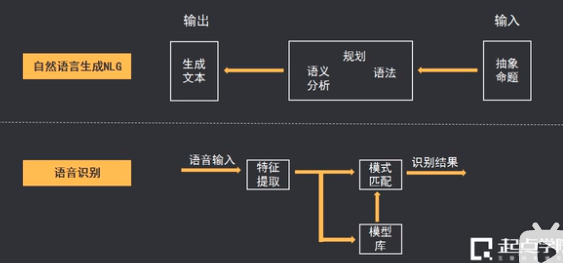 输出
输入
自然语言生成NLG
生成
文本
规划
语义
分析
语法
抽象
命题
语音识别
语音输入
特征
提取
模式
匹配
识别结果
模型
库
起点学院